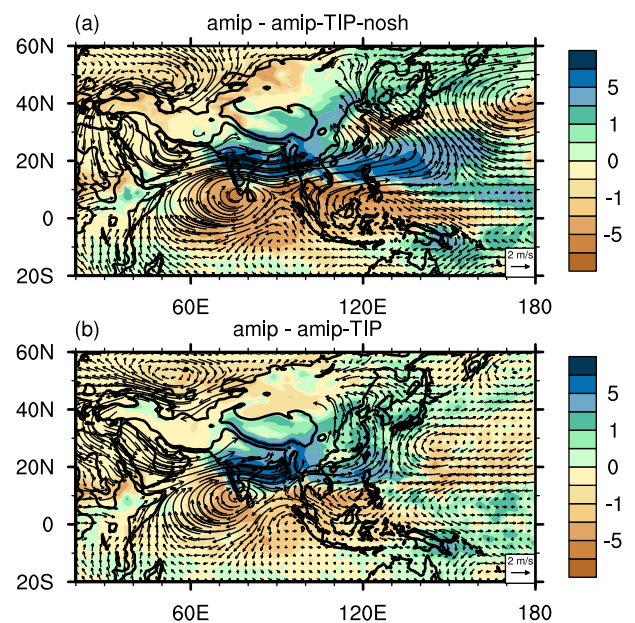 (a) amip - amip-TIP-nosh
60N
40N
20N
0
20S
60E 120E 180
2 m/s
5
1
0
-1
-5
(b) amip - amip-TIP
60N
40N
20N
0
20S
60E 120E 180
2 m/s
5
1
0
-1
-5